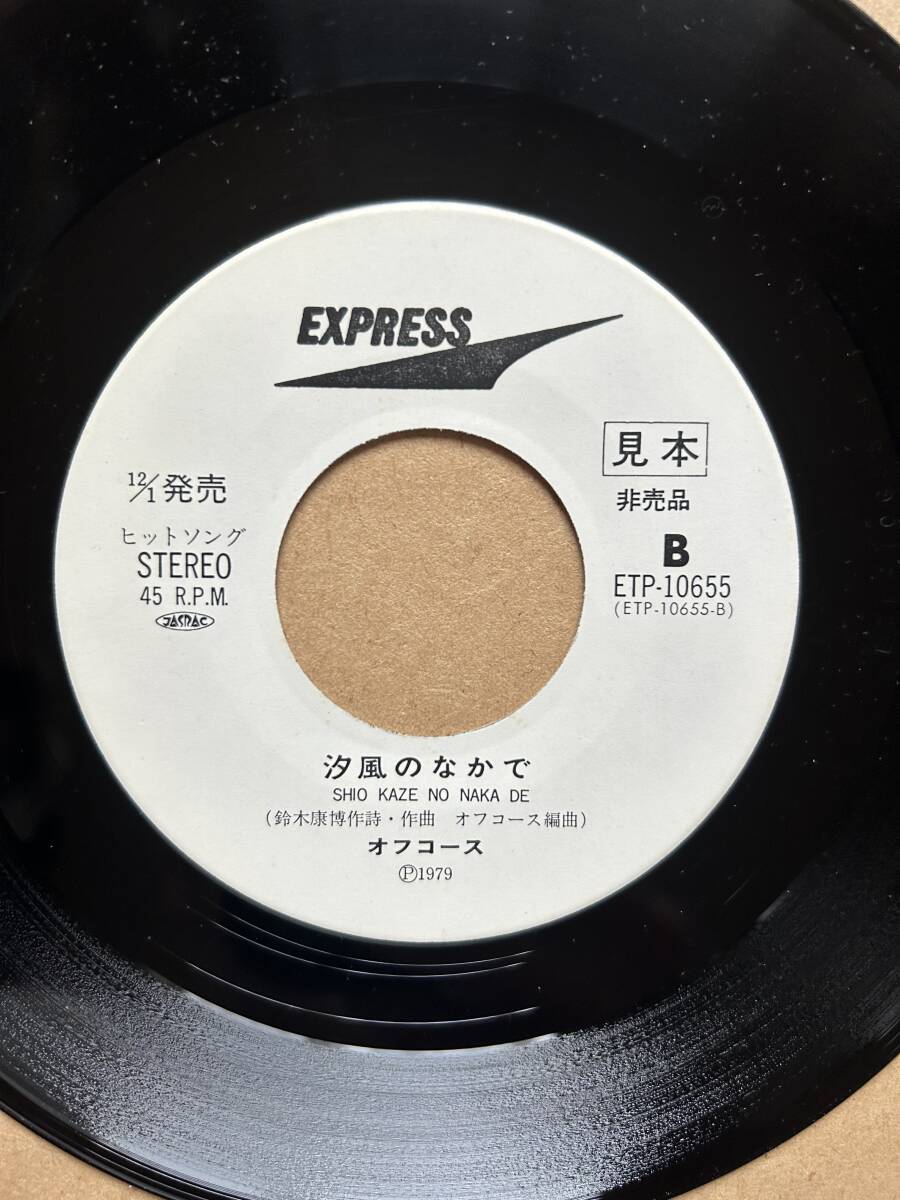 EXPRESS
12/1 発売
ヒットソング
STEREO
45 R.P.M.
JASRAC
見本
非売品
B
ETP-10655
(ETP-10655-B)
汐風のなかで
SHIO KAZE NO NAKA DE
(鈴木康博作詩・作曲 オフコース編曲)
オフコース
Ⓟ1979